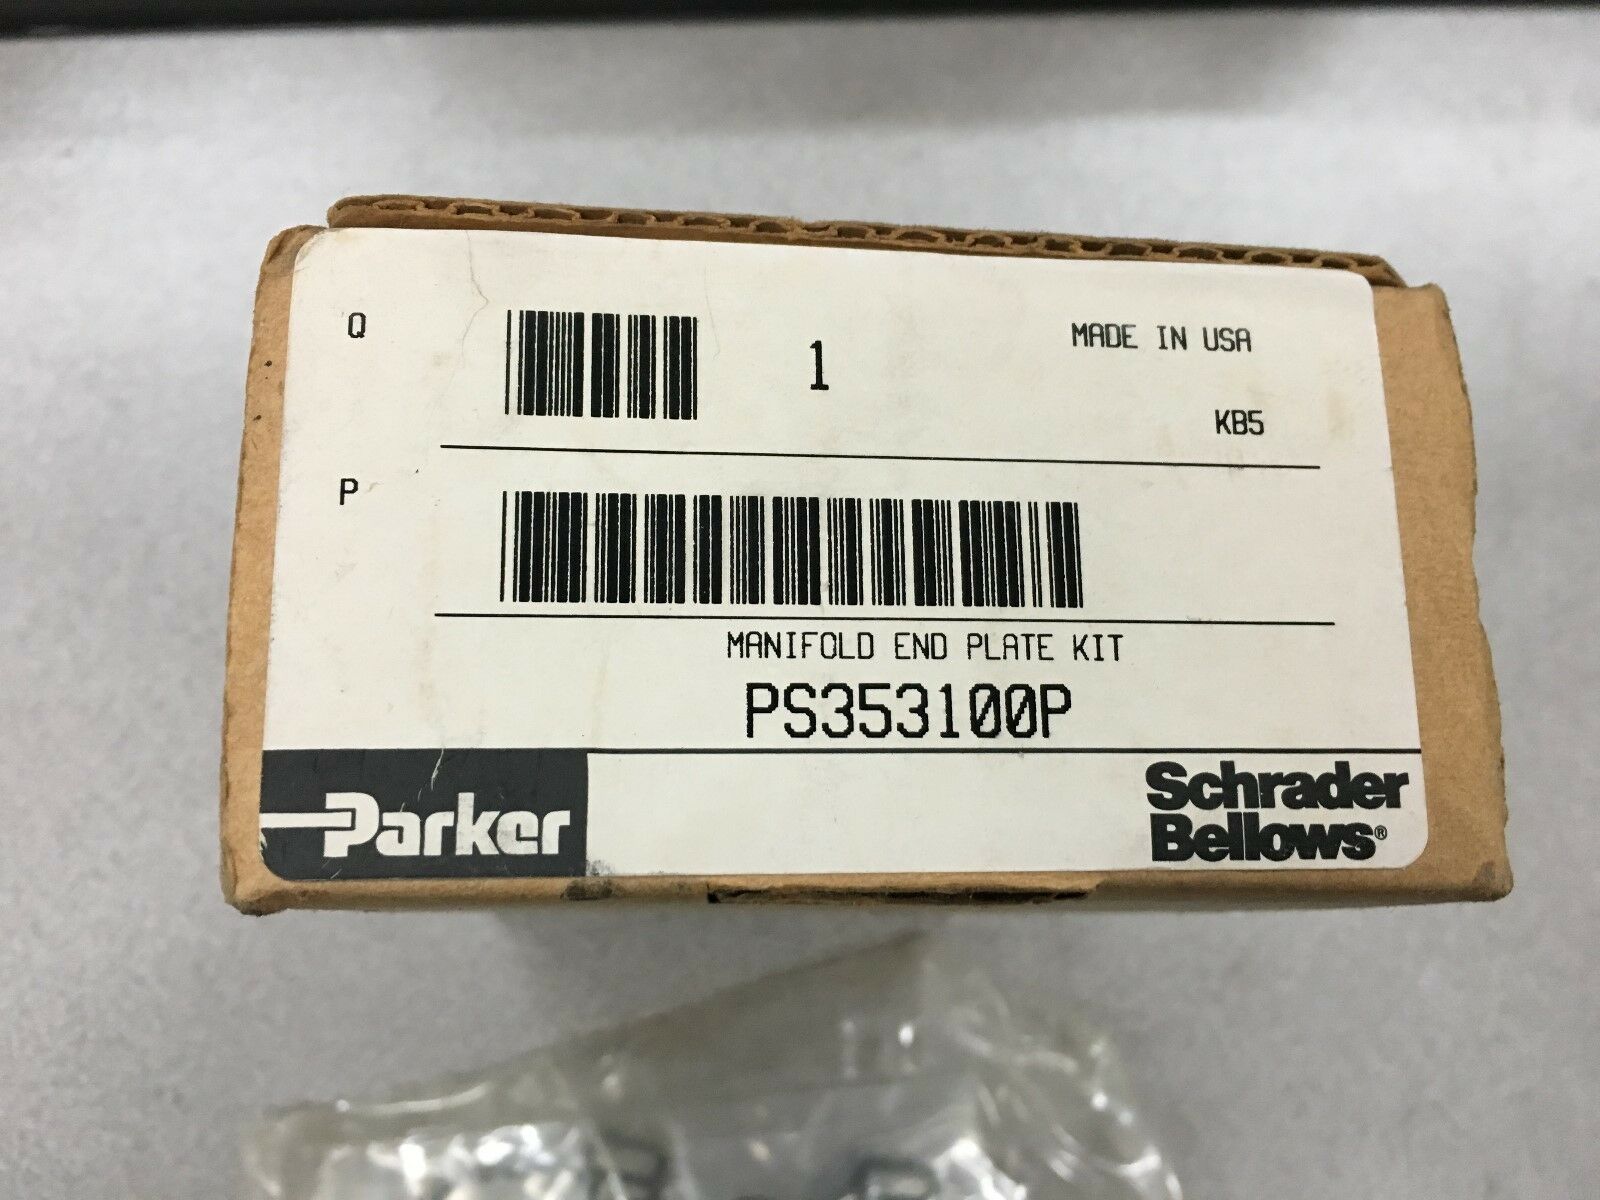 Q
1
MADE IN USA
KB5
P
MANIFOLD END PLATE KIT
PS353100P
Parker
Schrader
Bellows®